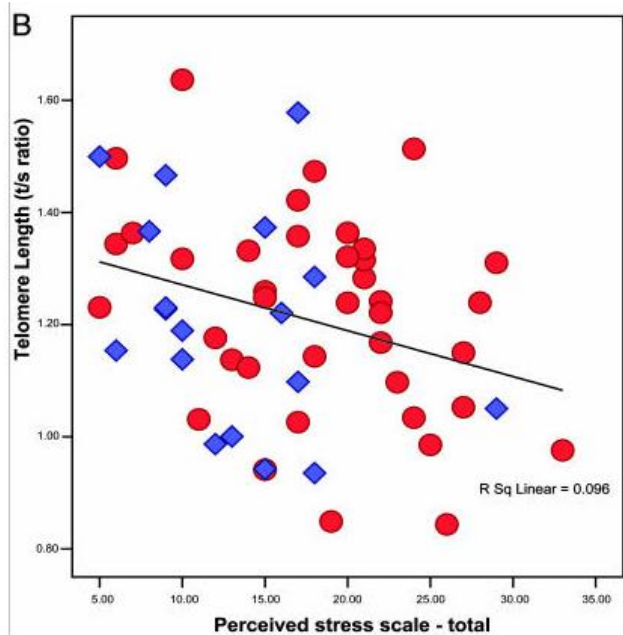 B
1.60
1.40
1.20
1.00
0.80
Telomere Length (t/s ratio)
R Sq Linear = 0.096
5.00 10.00 15.00 20.00 25.00 30.00 35.00
Perceived stress scale - total